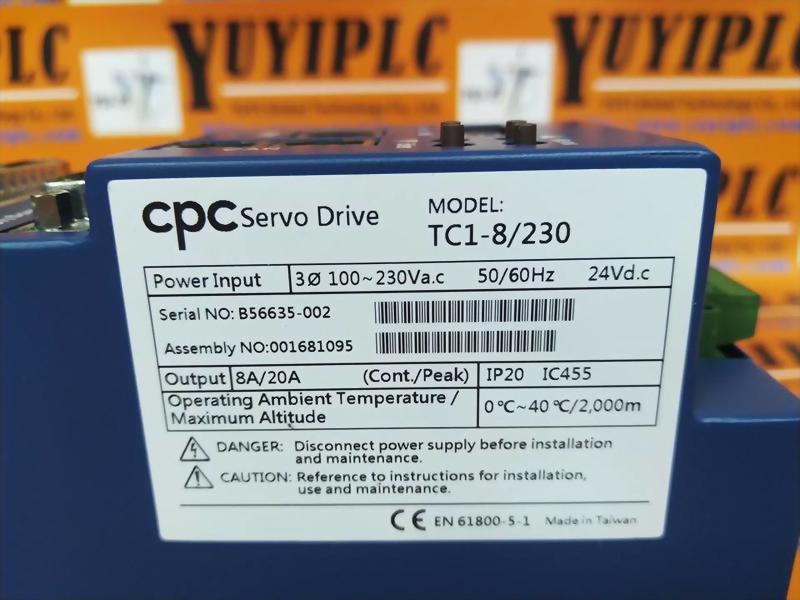 YUYIPLC
YUYIPLC
cpc Servo Drive
MODEL:
TC1-8/230
Power Input 3Ø 100~230Va.c 50/60Hz 24Vd.c
Serial NO: B56635-002
Assembly NO:001681095
Output 8A/20A (Cont./Peak) IP20 IC455
Operating Ambient Temperature /
Maximum Altitude
0℃~40℃/2,000m
DANGER: Disconnect power supply before installation
and maintenance.
CAUTION: Reference to instructions for installation,
use and maintenance.
CE EN 61800-5-1 Made in Taiwan